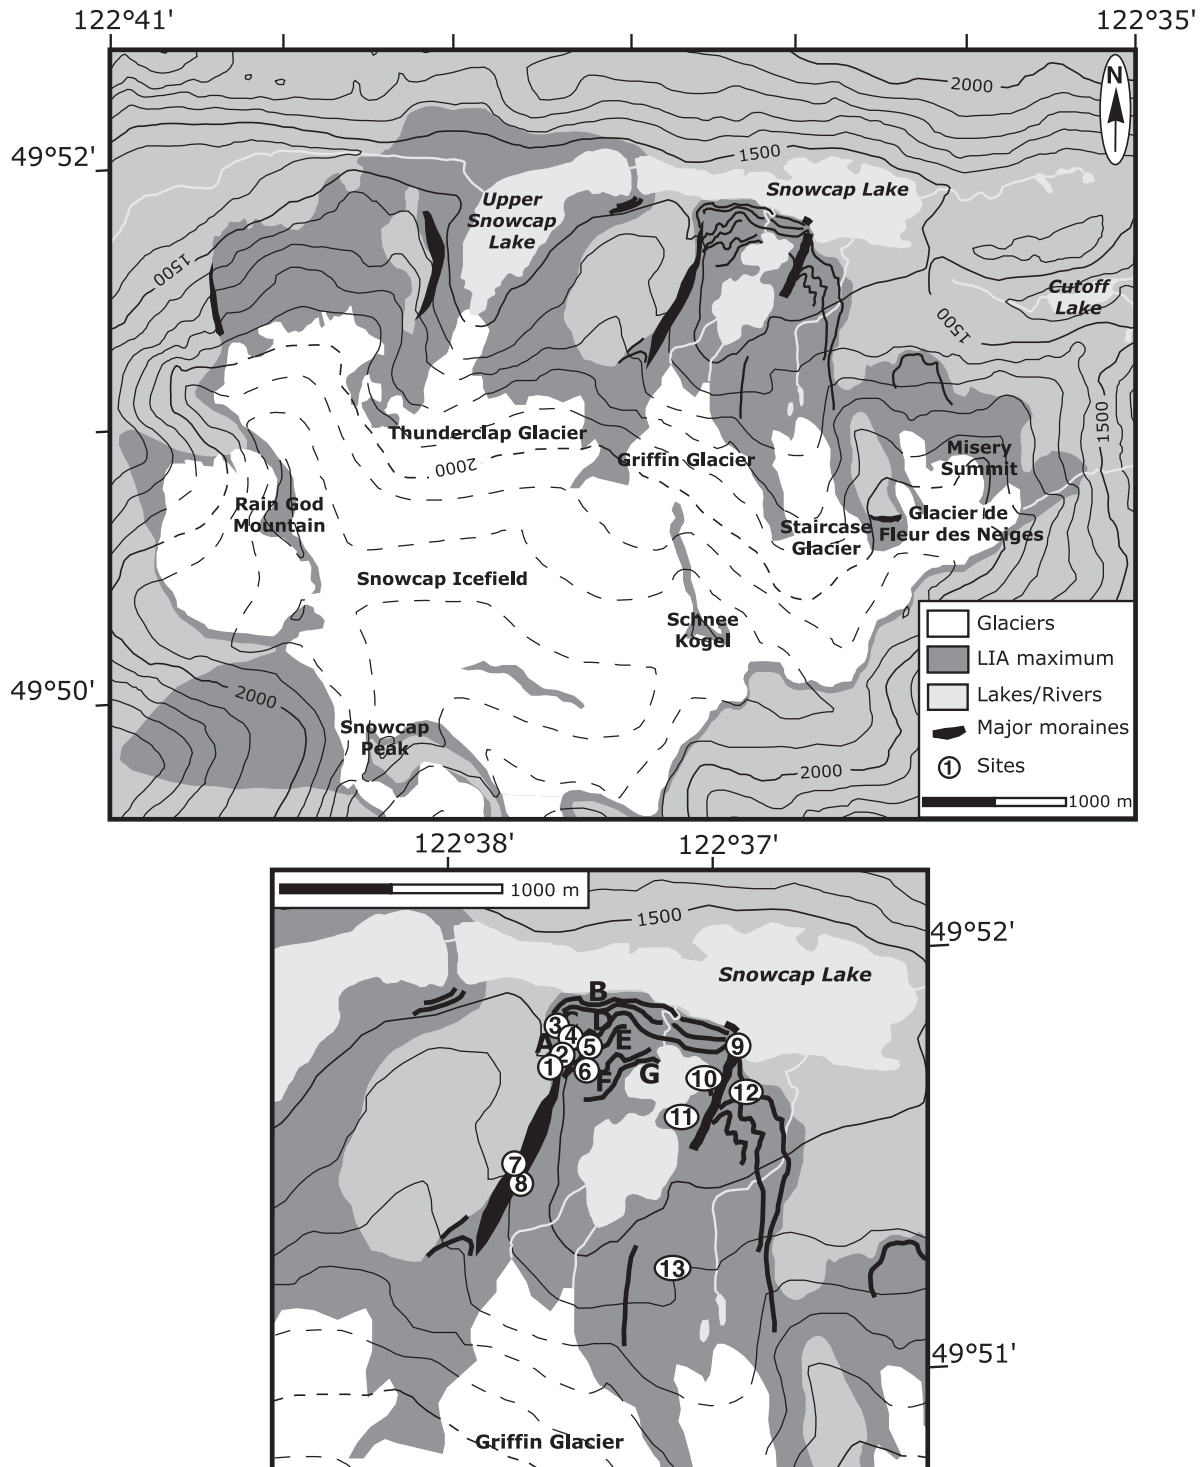 122°41'
122°35'
N
2000
49°52'
1500
Snowcap Lake
Upper
Snowcap
Lake
1500
Cutoff
Lake
1500
1500
Thunderclap Glacier
2000
Griffin Glacier
Misery
Summit
Rain God
Mountain
Staircase
Glacier
Glacier de
Fleur des Neiges
Snowcap Icefield
Schnee
Kogel
49°50'
2000
Snowcap
Peak
2000
Glaciers
LIA maximum
Lakes/Rivers
Major moraines
1 Sites
1000 m
122°38'
122°37'
1000 m
1500
49°52'
Snowcap Lake
B
3 C D
4
A 2 5 E
9
1 6 F G
10
12
11
7
8
13
49°51'
Griffin Glacier